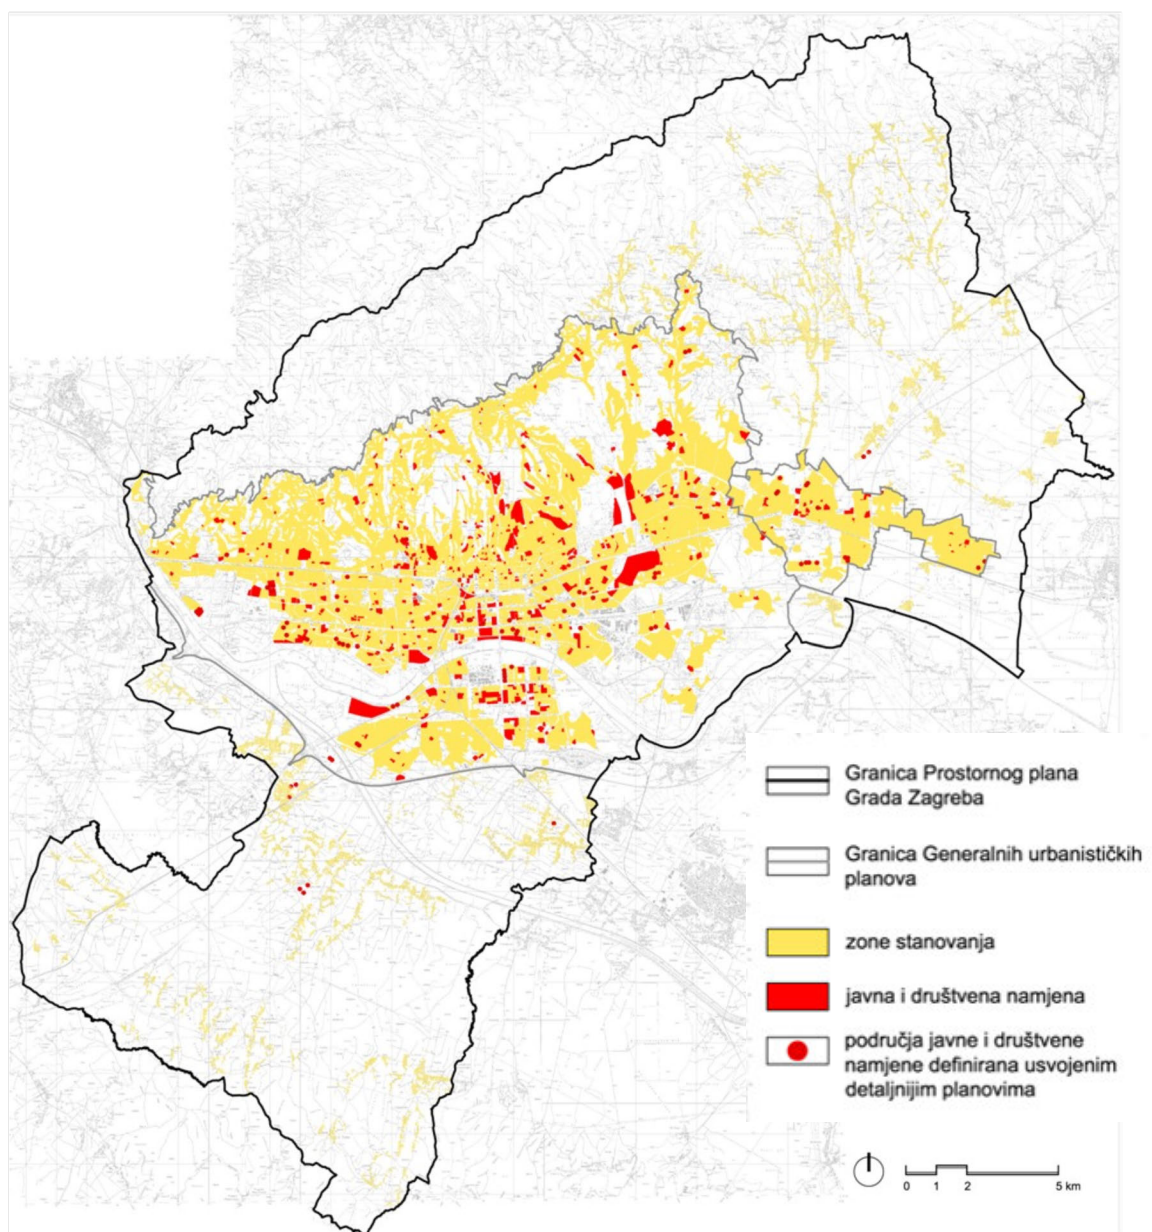 Granica Prostornog plana
Grada Zagreba
Granica Generalnih urbanističkih
planova
zone stanovanja
javna i društvena namjena
područja javne i društvene
namjene definirana usvojenim
detaljnijim planovima
0 1 2 5 km